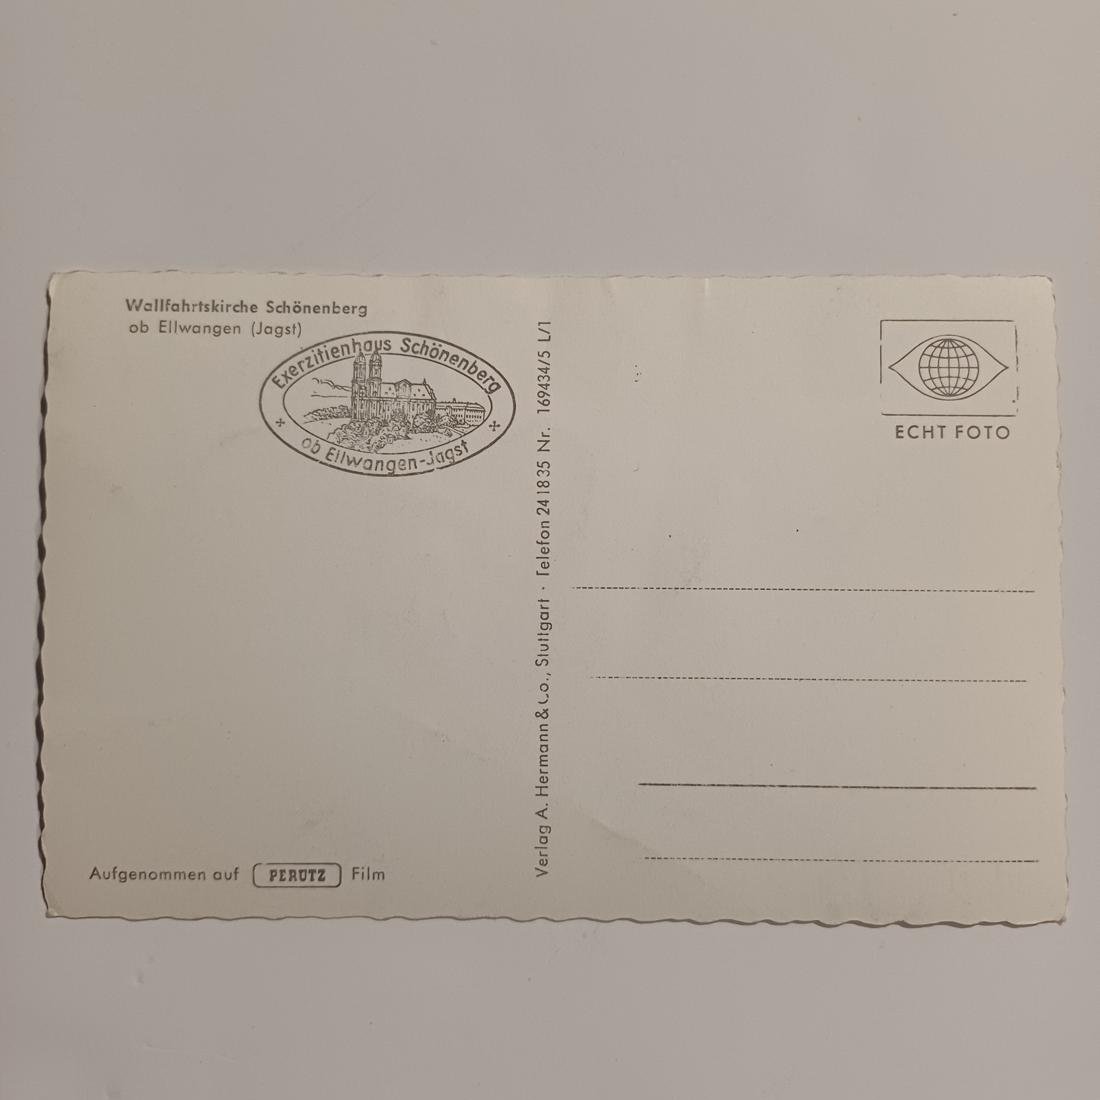 Wallfahrtskirche Schönenberg
ob Ellwangen (Jagst)
Exerzitienhaus Schönenberg
ob Ellwangen-Jagst
Aufgenommen auf PERUTZ Film
Verlag A. Hermann & Co., Stuttgart · Telefon 241835 Nr. 169434/5 L/1
ECHT FOTO